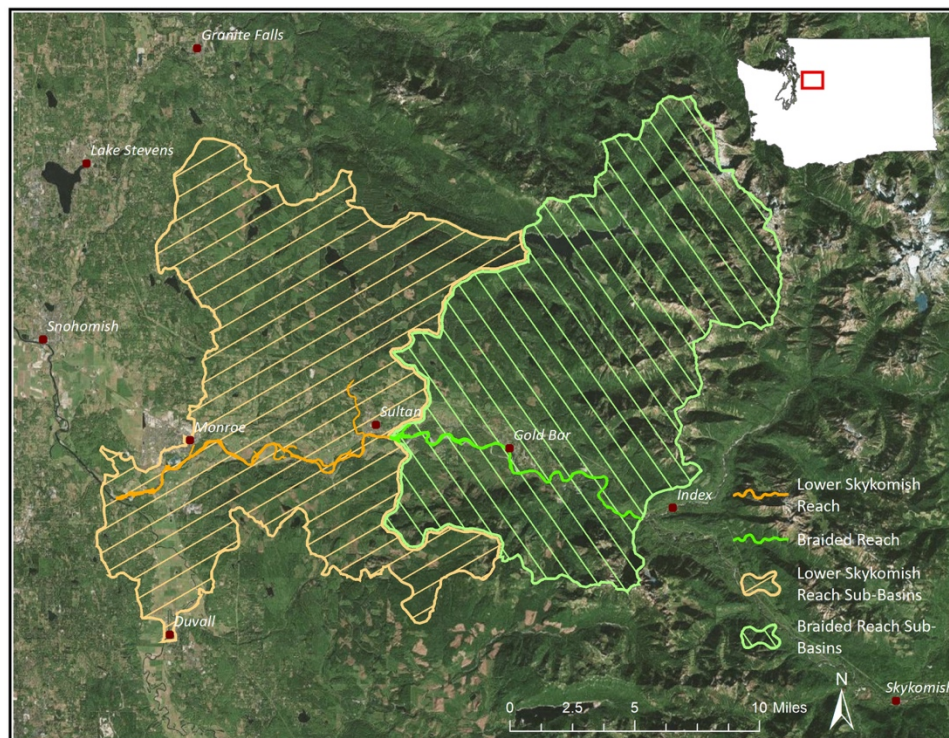 Granite Falls
Lake Stevens
Snohomish
Monroe
Sultan
Gold Bar
Index
Duvall
Skykomish
Lower Skykomish
Reach
Braided Reach
Lower Skykomish
Reach Sub-Basins
Braided Reach Sub-
Basins
N
0 2.5 5 10 Miles